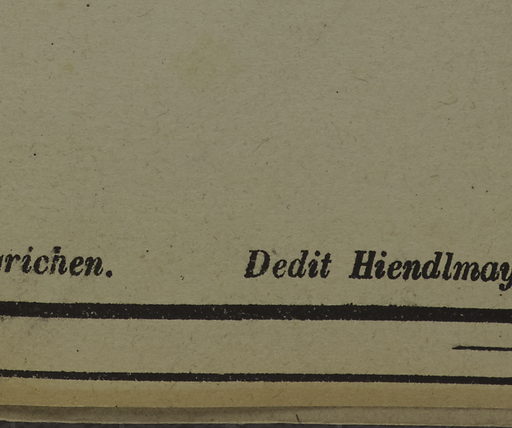 richen. Dedit Hiendlmay